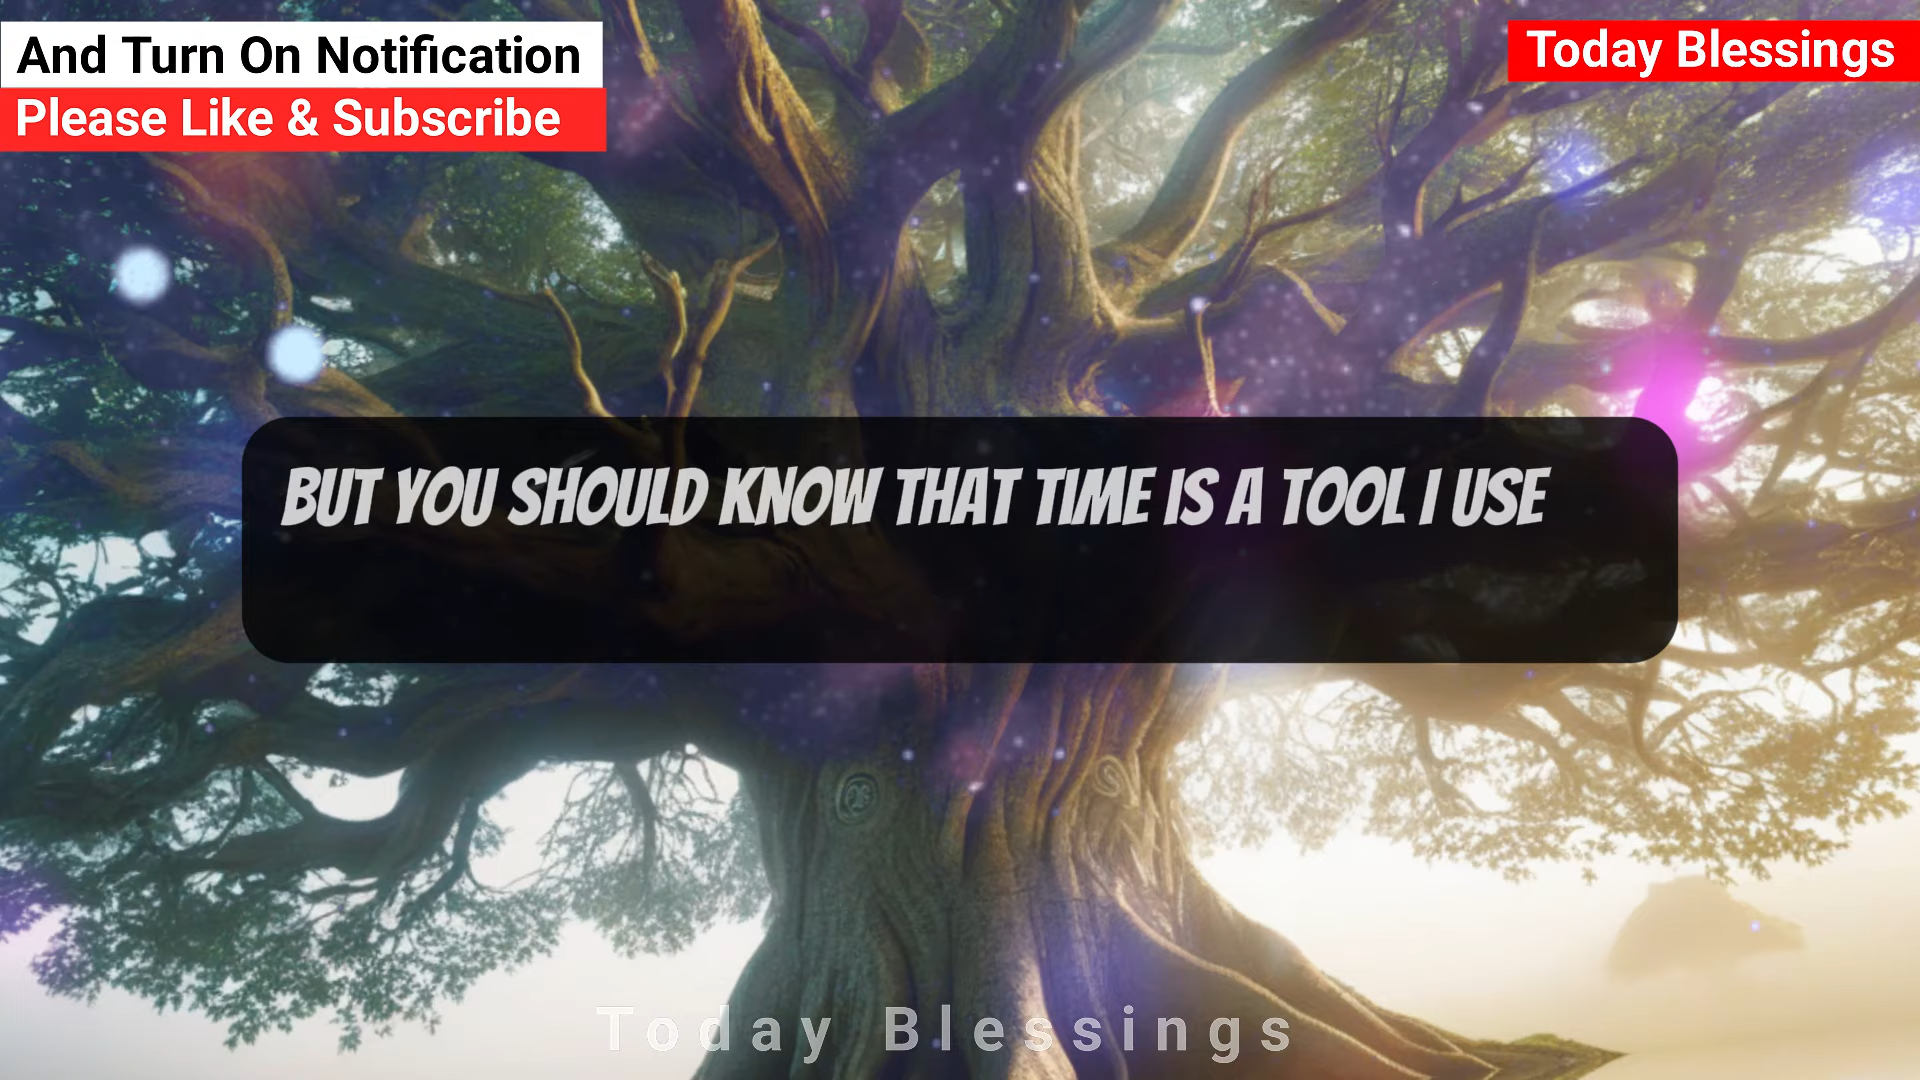 And Turn On Notification
Please Like & Subscribe
Today Blessings
BUT YOU SHOULD KNOW THAT TIME IS A TOOL I USE
Today Blessings